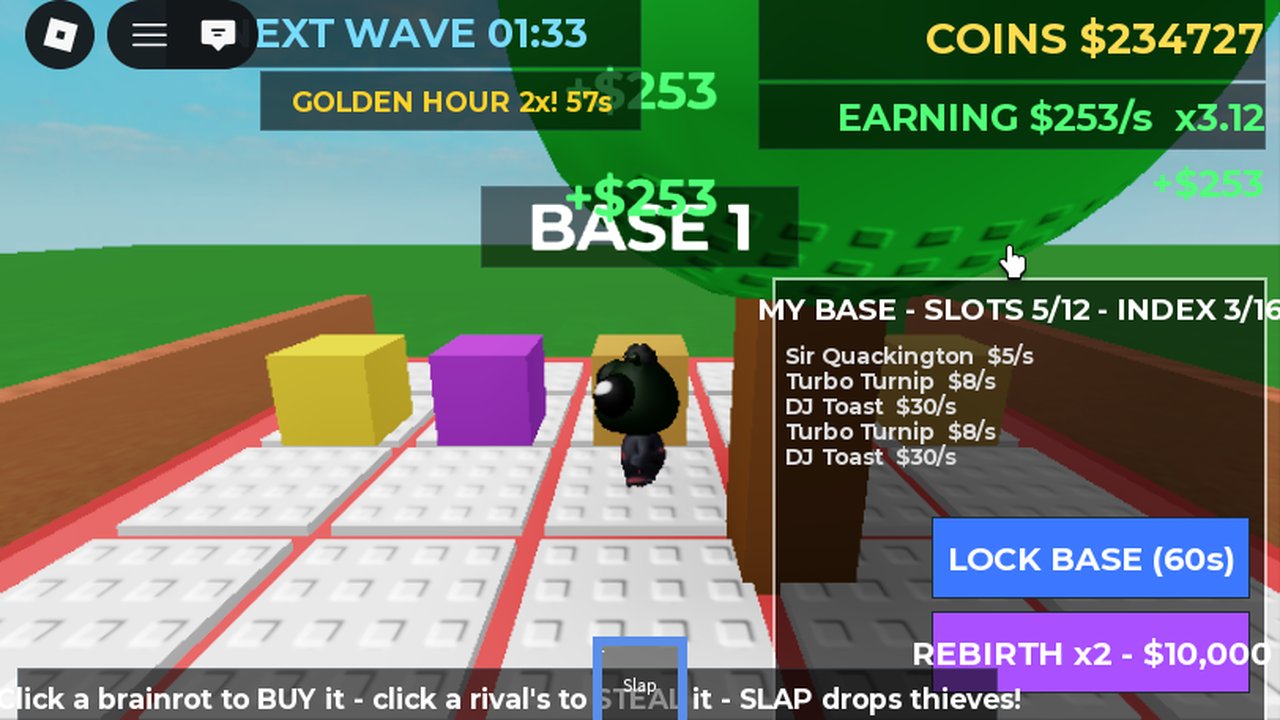 EXT WAVE 01:33
COINS $234727
GOLDEN HOUR 2x! 57s
+$253
EARNING $253/s x3.12
+$253
+$253
BASE 1
MY BASE - SLOTS 5/12 - INDEX 3/16
Sir Quackington $5/s
Turbo Turnip $8/s
DJ Toast $30/s
Turbo Turnip $8/s
DJ Toast $30/s
LOCK BASE (60s)
REBIRTH x2 - $10,000
Slap
Click a brainrot to BUY it - click a rival's to STEAL it - SLAP drops thieves!